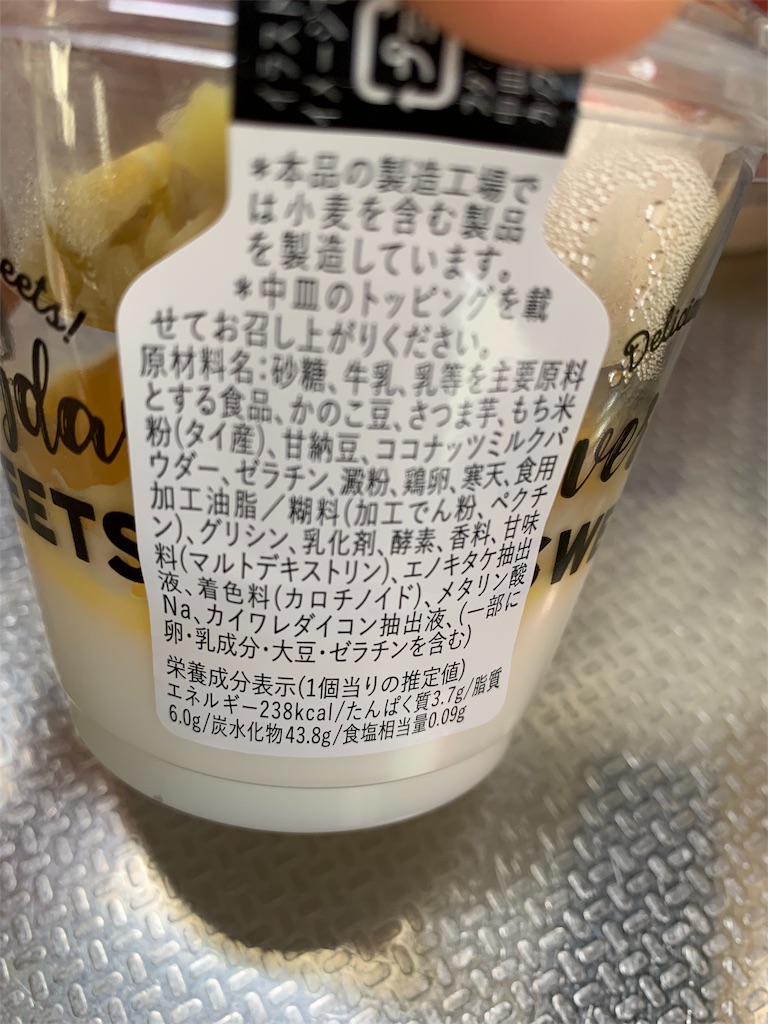 イラスト
イメージ
プラ
*本品の製造工場で
は小麦を含む製品
を製造しています。
*中皿のトッピングを載
せてお召し上がりください。
原材料名:砂糖、牛乳、乳等を主要原料
とする食品、かのこ豆、さつま芋、もち米
粉(タイ産)、甘納豆、ココナッツミルクパ
ウダー、ゼラチン、澱粉、鶏卵、寒天、食用
加工油脂/糊料(加工でん粉、ペクチ
ン)、グリシン、乳化剤、酵素、香料、甘味
料(マルトデキストリン)、エノキタケ抽出
液、着色料(カロチノイド)、メタリン酸
Na、カイワレダイコン抽出液、(一部に
卵・乳成分・大豆・ゼラチンを含む)
栄養成分表示(1個当りの推定値)
エネルギー238kcal/たんぱく質3.7g/脂質
6.0g/炭水化物43.8g/食塩相当量0.09g
eets!
yday
EETS
Delicio
SWE